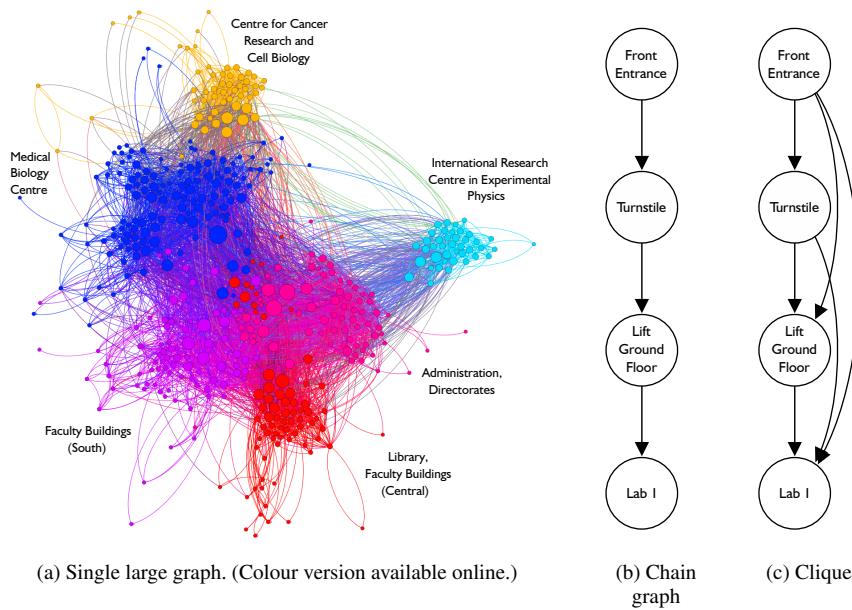 Centre for Cancer
Research and
Cell Biology
Medical
Biology
Centre
International Research
Centre in Experimental
Physics
Administration,
Directorates
Faculty Buildings
(South)
Library,
Faculty Buildings
(Central)
(a) Single large graph. (Colour version available online.)
Front
Entrance
Turnstile
Lift
Ground
Floor
Lab 1
(b) Chain
graph
Front
Entrance
Turnstile
Lift
Ground
Floor
Lab 1
(c) Clique